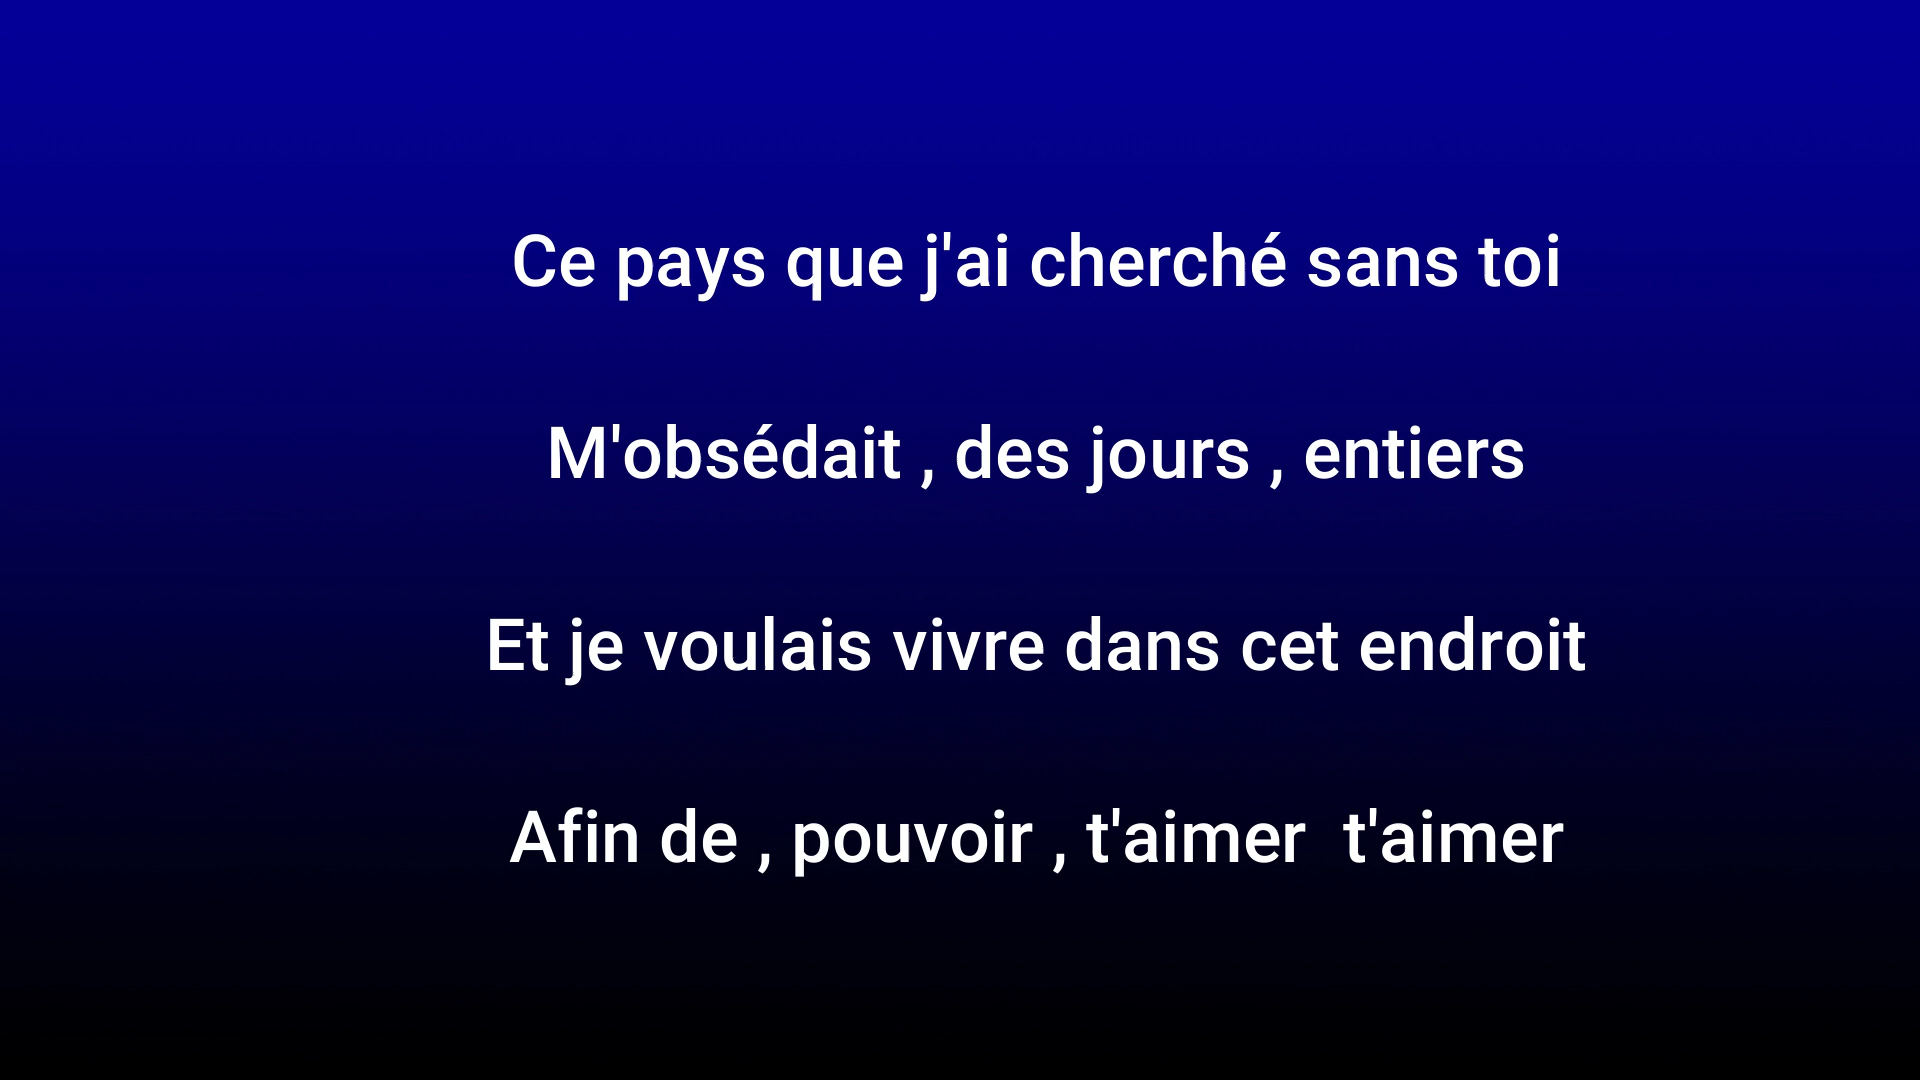 Ce pays que j'ai cherché sans toi
M'obsédait , des jours , entiers
Et je voulais vivre dans cet endroit
Afin de , pouvoir , t'aimer  t'aimer